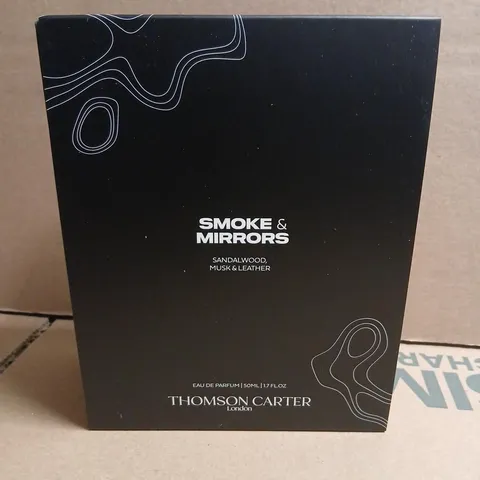 SMOKE &
MIRRORS
SANDALWOOD,
MUSK & LEATHER
EAU DE PARFUM | 50ML | 1.7 FL.OZ
THOMSON CARTER
London